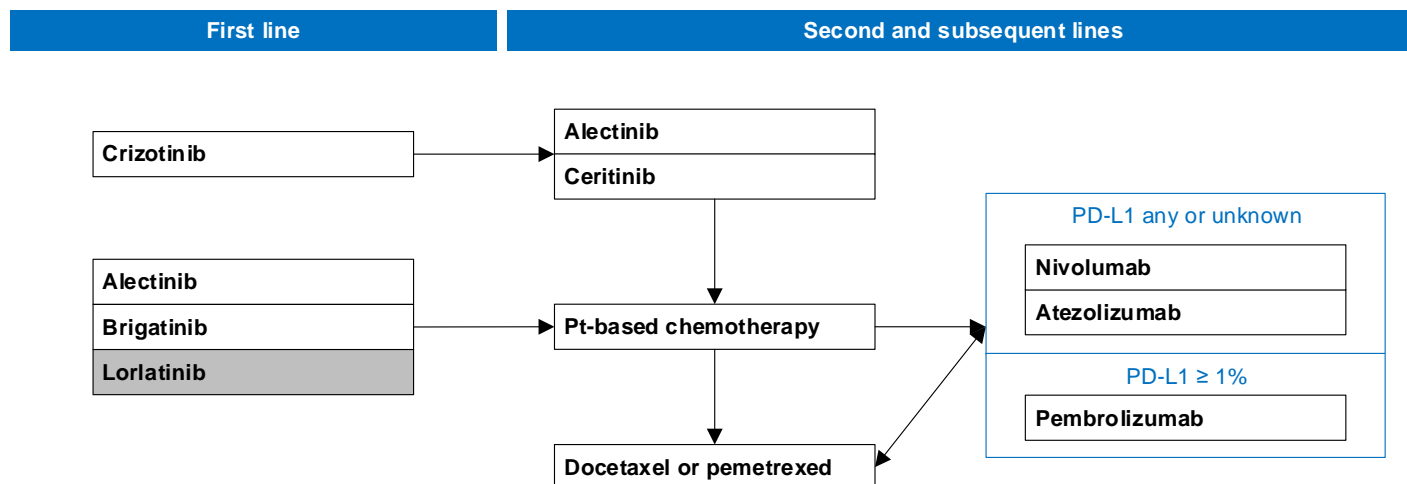 First line
Second and subsequent lines
Crizotinib
Alectinib
Ceritinib
Alectinib
Brigatinib
Lorlatinib
Pt-based chemotherapy
Docetaxel or pemetrexed
PD-L1 any or unknown
Nivolumab
Atezolizumab
PD-L1 ≥ 1%
Pembrolizumab